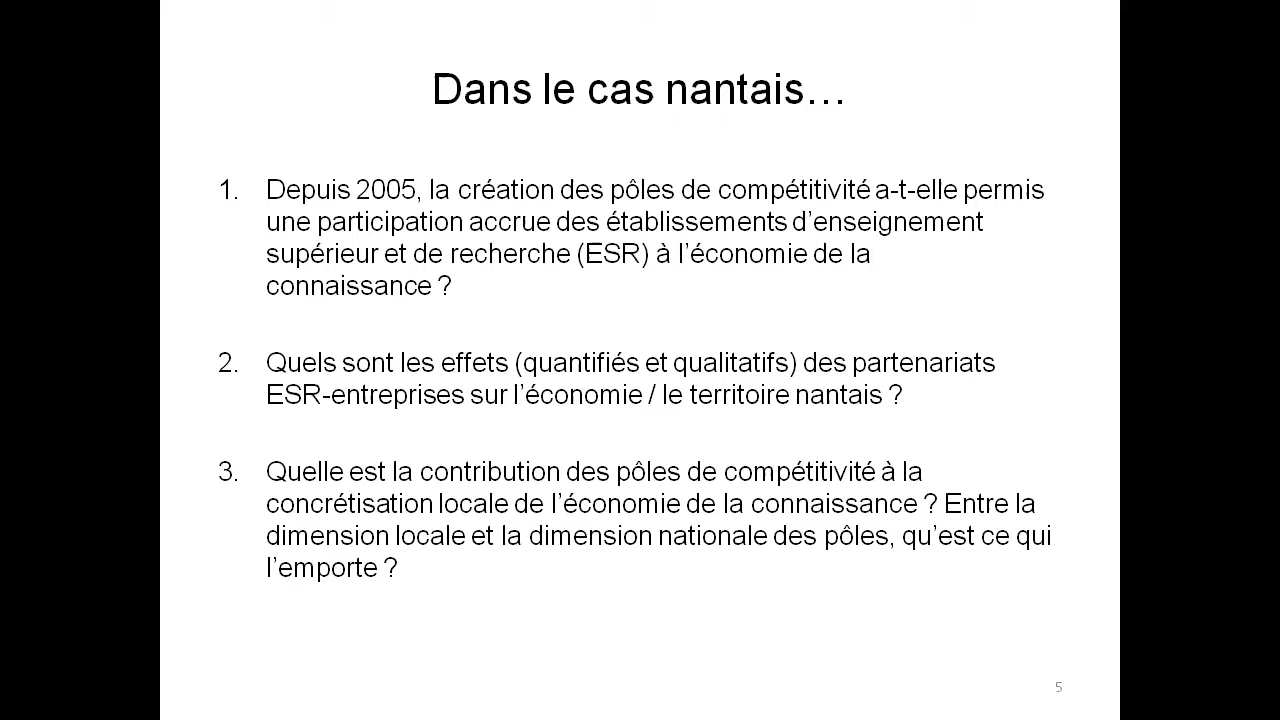 Dans le cas nantais…
1. Depuis 2005, la création des pôles de compétitivité a-t-elle permis
une participation accrue des établissements d’enseignement
supérieur et de recherche (ESR) à l’économie de la
connaissance ?
2. Quels sont les effets (quantifiés et qualitatifs) des partenariats
ESR-entreprises sur l’économie / le territoire nantais ?
3. Quelle est la contribution des pôles de compétitivité à la
concrétisation locale de l’économie de la connaissance ? Entre la
dimension locale et la dimension nationale des pôles, qu’est ce qui
l’emporte ?
5